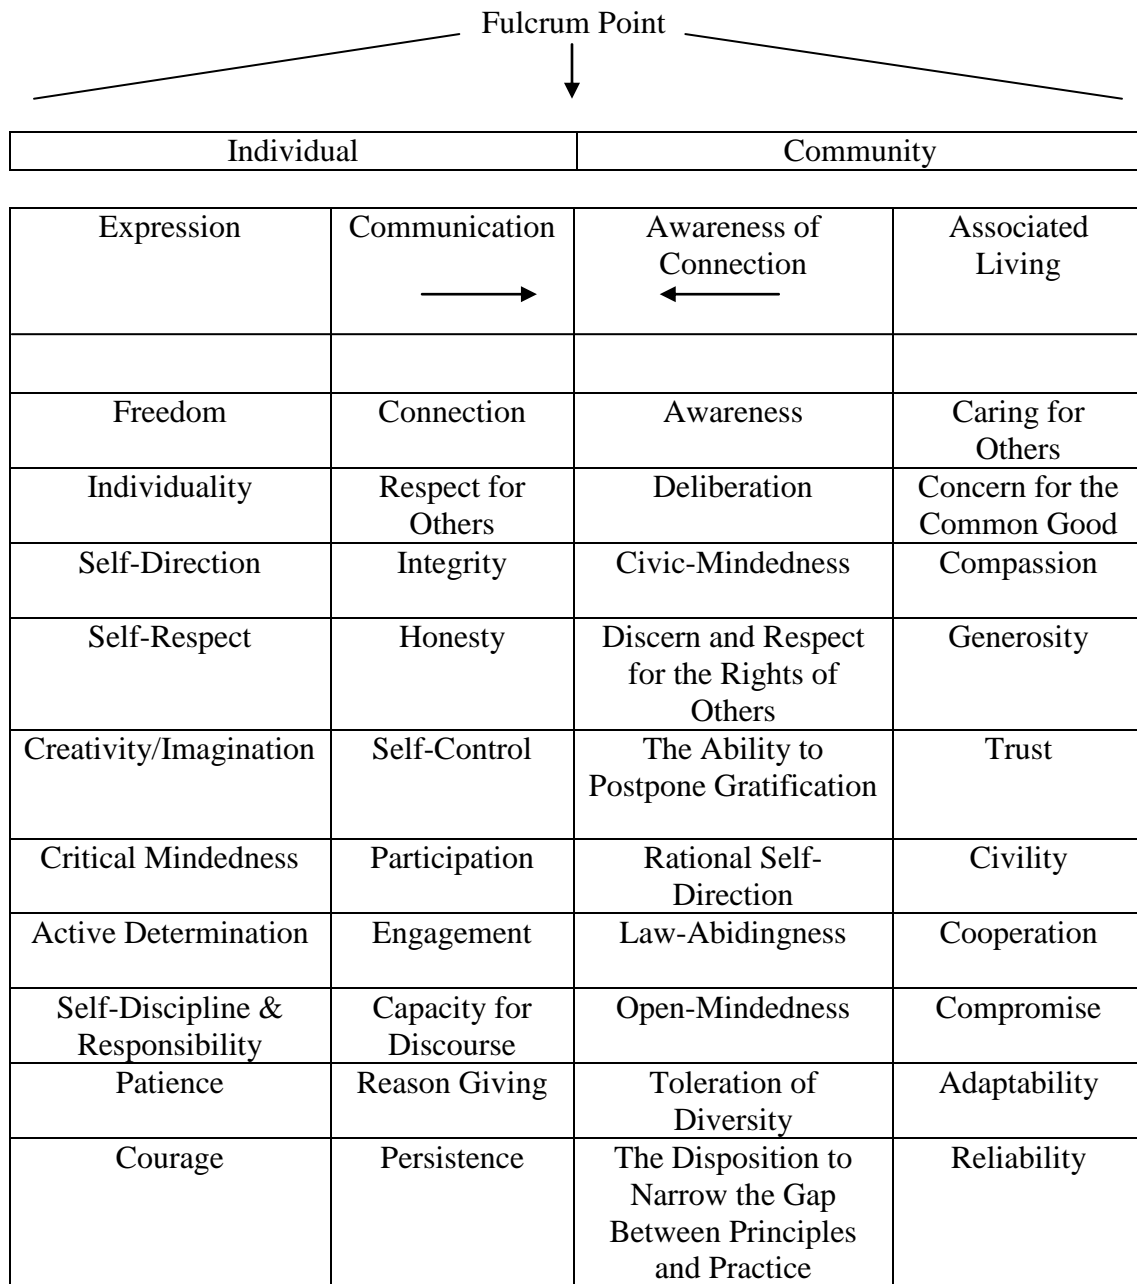 Fulcrum Point
Individual Community
Expression Communication Awareness of Associated
Connection Living
Freedom Connection Awareness Caring for
Others
Individuality Respect for Deliberation Concern for the
Others Common Good
Self-Direction Integrity Civic-Mindedness Compassion
Self-Respect Honesty Discern and Respect Generosity
for the Rights of
Others
Creativity/Imagination Self-Control The Ability to Trust
Postpone Gratification
Critical Mindedness Participation Rational Self- Civility
Direction
Active Determination Engagement Law-Abidingness Cooperation
Self-Discipline & Capacity for Open-Mindedness Compromise
Responsibility Discourse
Patience Reason Giving Toleration of Adaptability
Diversity
Courage Persistence The Disposition to Reliability
Narrow the Gap
Between Principles
and Practice